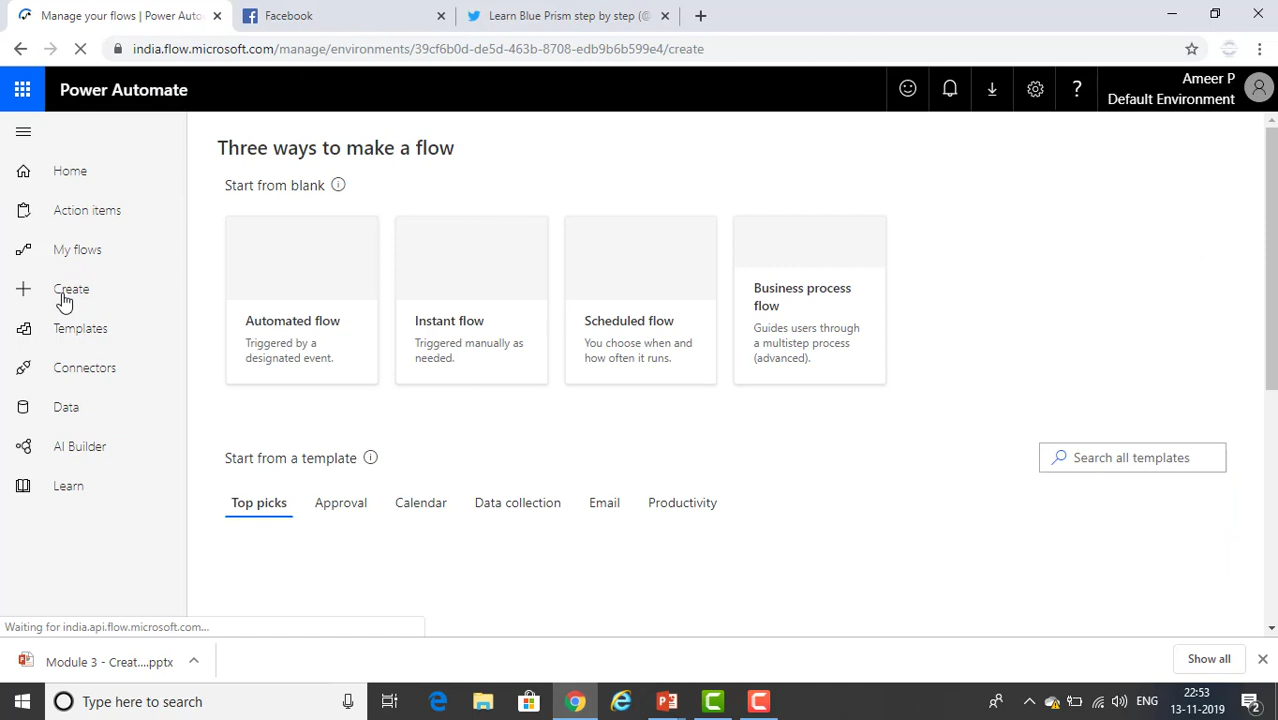 Manage your flows | Power Auto
Facebook
Learn Blue Prism step by step (@
india.flow.microsoft.com/manage/environments/39cf6b0d-de5d-463b-8708-edb9b6b599e4/create
Power Automate
Ameer P
Default Environment
Home
Action items
My flows
Create
Templates
Connectors
Data
AI Builder
Learn
Three ways to make a flow
Start from blank
Automated flow
Triggered by a
designated event.
Instant flow
Triggered manually as
needed.
Scheduled flow
You choose when and
how often it runs.
Business process
flow
Guides users through
a multistep process
(advanced).
Start from a template
Search all templates
Top picks
Approval
Calendar
Data collection
Email
Productivity
Waiting for india.api.flow.microsoft.com...
Module 3 - Creat....pptx
Show all
Type here to search
ENG
22:53
13-11-2019
2